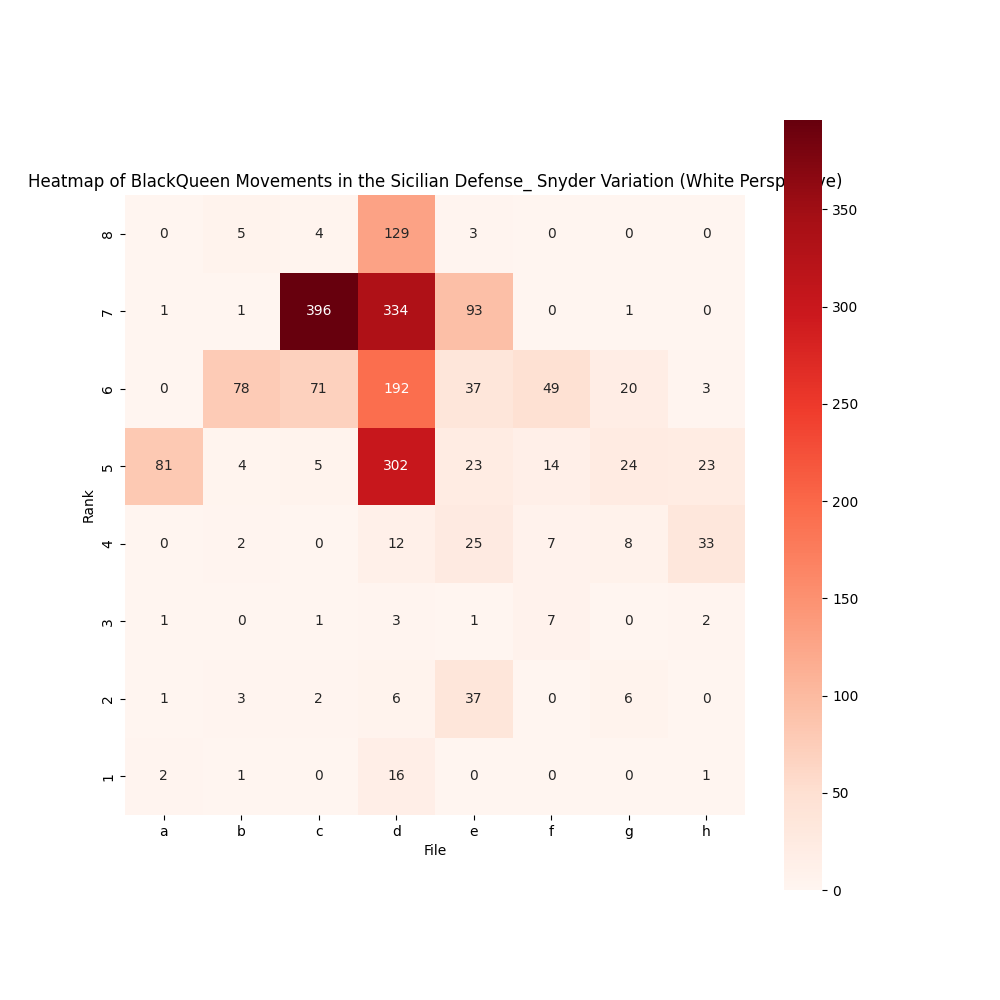 Heatmap of BlackQueen Movements in the Sicilian Defense_ Snyder Variation (White Perspective)
8 0 5 4 129 3 0 0 0
7 1 1 396 334 93 0 1 0
6 0 78 71 192 37 49 20 3
5 81 4 5 302 23 14 24 23
4 0 2 0 12 25 7 8 33
3 1 0 1 3 1 7 0 2
2 1 3 2 6 37 0 6 0
1 2 1 0 16 0 0 0 1
a b c d e f g h
File
Rank
350
300
250
200
150
100
50
0